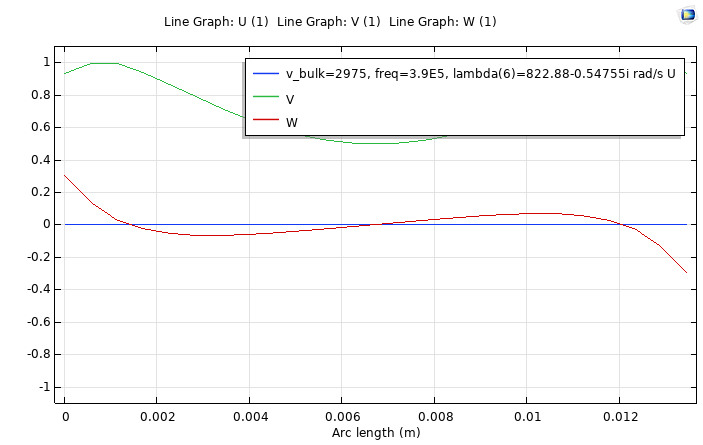 Line Graph: U (1)  Line Graph: V (1)  Line Graph: W (1)
v_bulk=2975, freq=3.9E5, lambda(6)=822.88-0.54755i rad/s U
V
W
1
0.8
0.6
0.4
0.2
0
-0.2
-0.4
-0.6
-0.8
-1
0 0.002 0.004 0.006 0.008 0.01 0.012
Arc length (m)